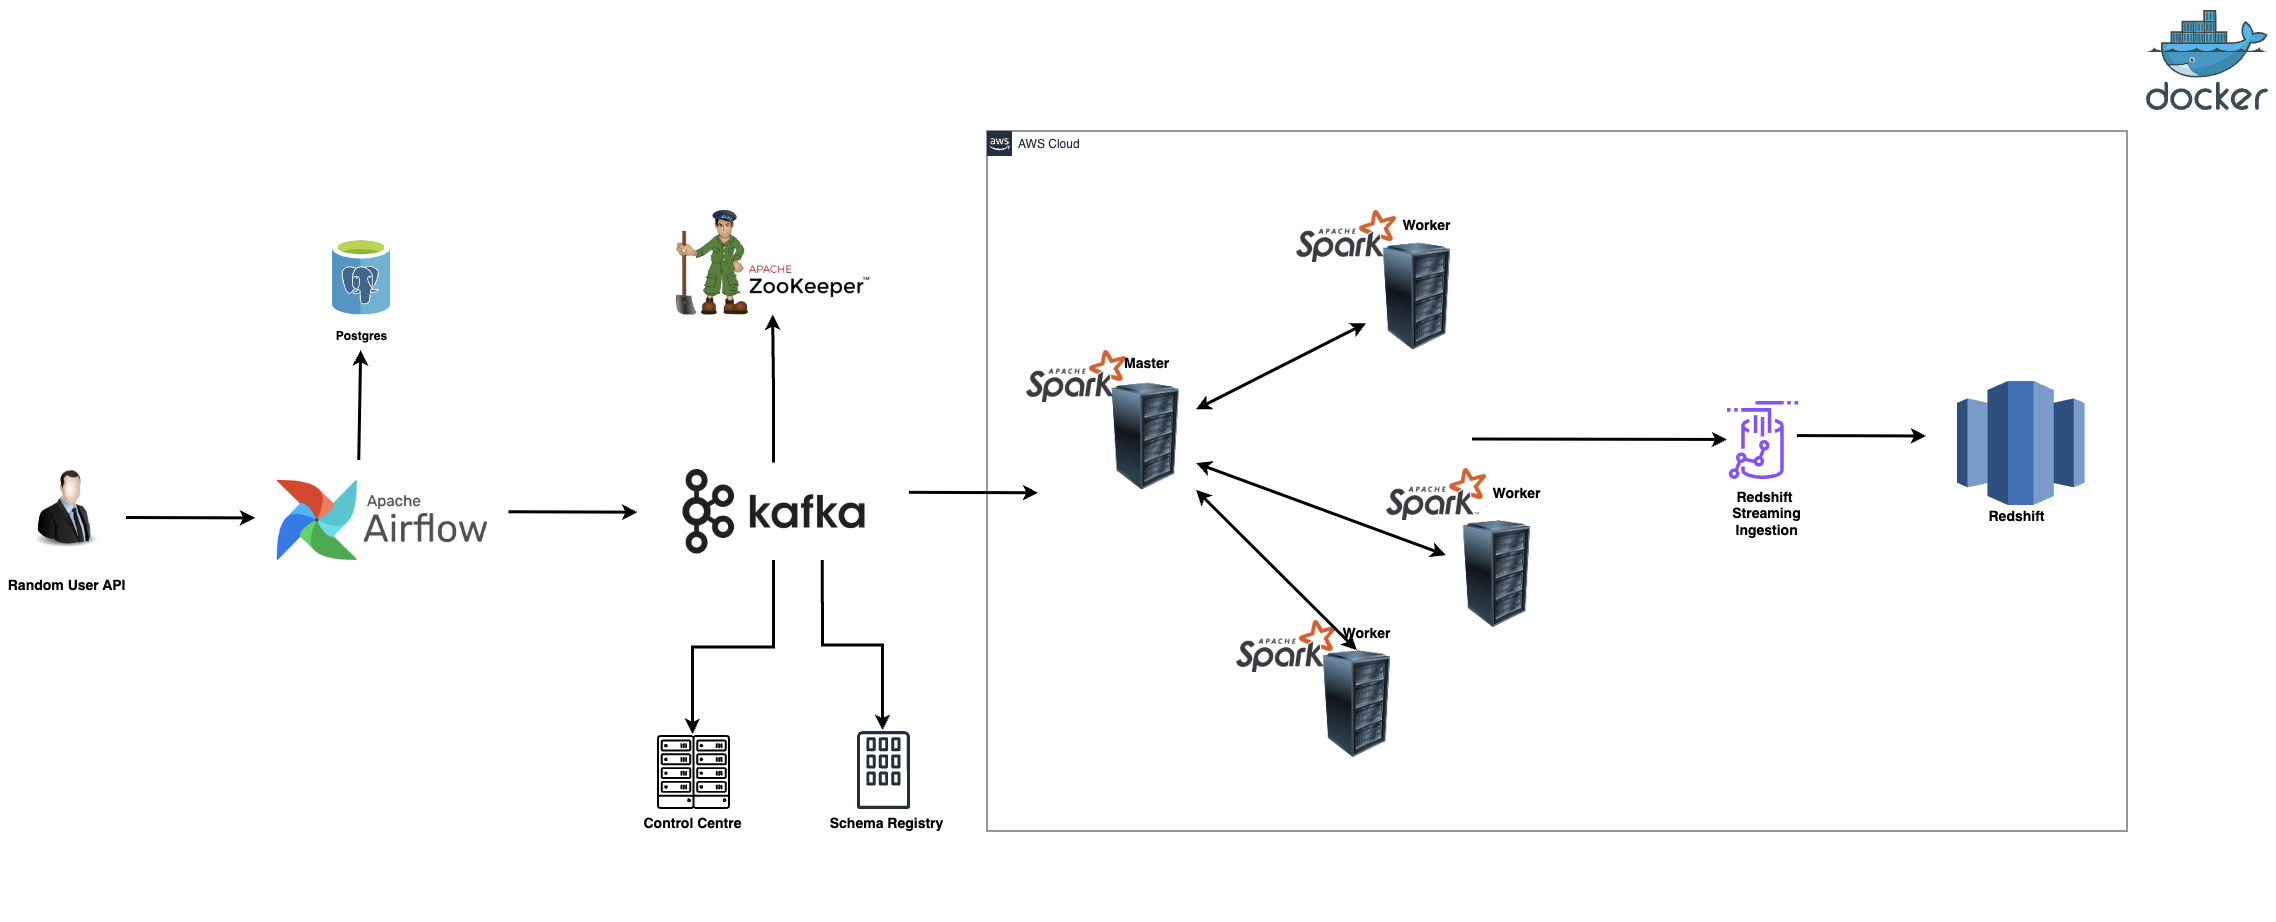 docker
aws
AWS Cloud
APACHE
Spark
Worker
APACHE
ZooKeeper™
Postgres
APACHE
Spark
Master
Apache
Airflow
kafka
APACHE
Spark
Worker
Redshift
Streaming
Ingestion
Redshift
Random User API
APACHE
Spark
Worker
Control Centre
Schema Registry